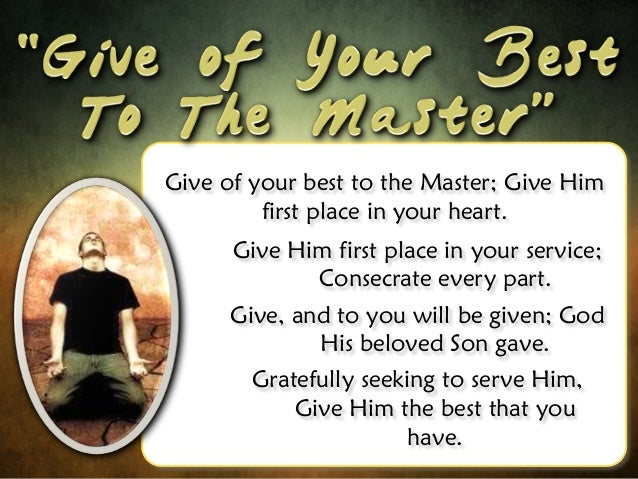 “Give of Your Best
To The Master”
Give of your best to the Master; Give Him
first place in your heart.
Give Him first place in your service;
Consecrate every part.
Give, and to you will be given; God
His beloved Son gave.
Gratefully seeking to serve Him,
Give Him the best that you
have.